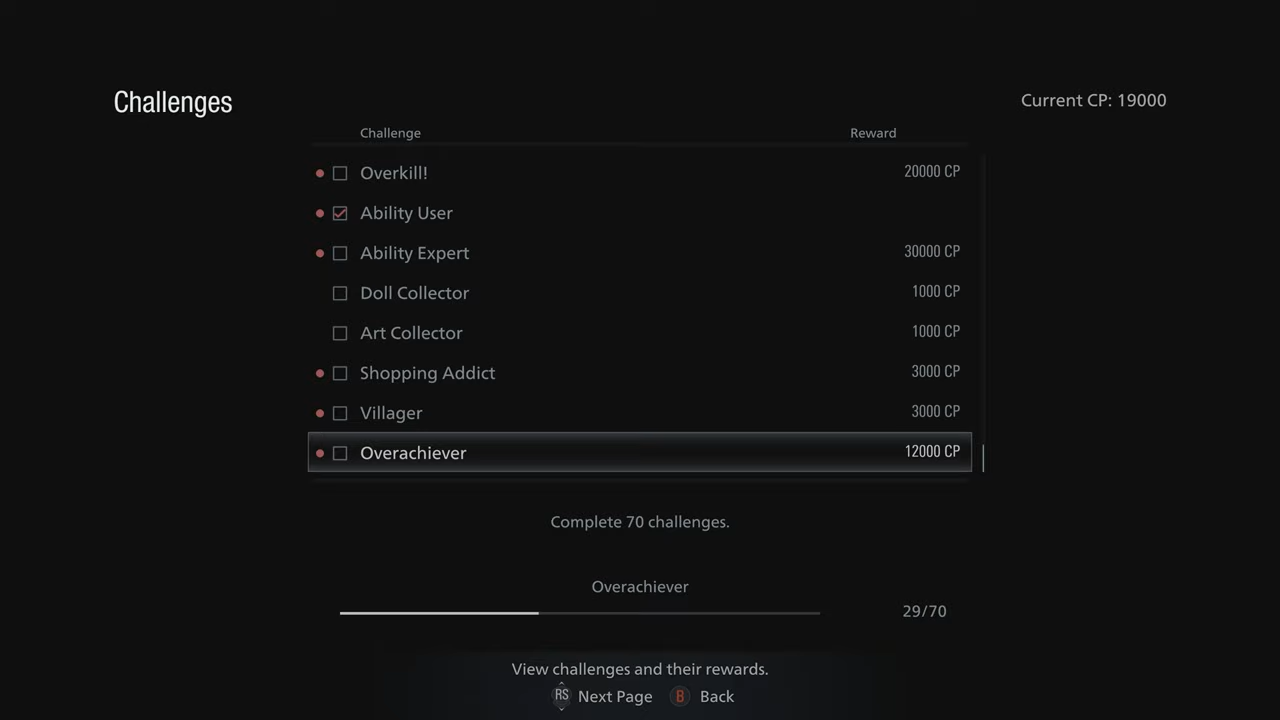 Challenges
Current CP: 19000
Challenge Reward
Overkill! 20000 CP
Ability User
Ability Expert 30000 CP
Doll Collector 1000 CP
Art Collector 1000 CP
Shopping Addict 3000 CP
Villager 3000 CP
Overachiever 12000 CP
Complete 70 challenges.
Overachiever
29/70
View challenges and their rewards.
RS Next Page B Back